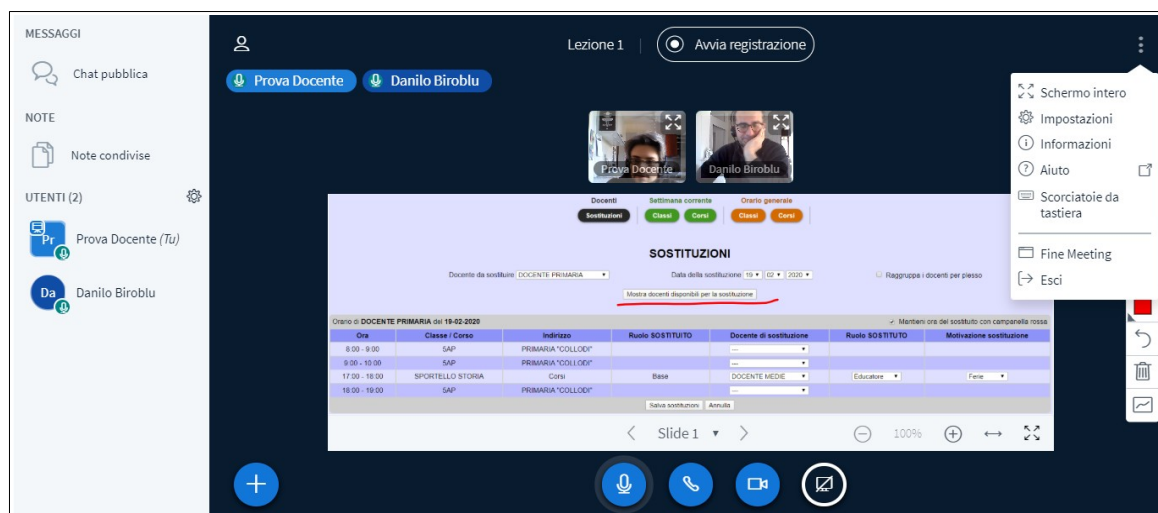 MESSAGGI
Chat pubblica
NOTE
Note condivise
UTENTI (2)
Pr
Prova Docente (Tu)
Da
Danilo Biroblu
Lezione 1
Avvia registrazione
Prova Docente
Danilo Biroblu
Prova Docente
Danilo Biroblu
Schermo intero
Impostazioni
Informazioni
Aiuto
Scorciatoie da
tastiera
Fine Meeting
Esci
Docenti Settimana corrente Orario generale
Sostituzioni Classi Corsi Classi Corsi
SOSTITUZIONI
Docente da sostituire DOCENTE PRIMARIA Data della sostituzione 19 02 2020 Raggruppa i docenti per plesso
Mostra docenti disponibili per la sostituzione
Orario di DOCENTE PRIMARIA del 19-02-2020 Mantieni ora del sostituito con campanella rossa
Ora Classe / Corso Indirizzo Ruolo SOSTITUITO Docente di sostituzione Ruolo SOSTITUTO Motivazione sostituzione
8:00 - 9:00 5AP PRIMARIA "COLLODI" ---
9:00 - 10:00 5AP PRIMARIA "COLLODI" ---
17:00 - 18:00 SPORTELLO STORIA Corsi Base DOCENTE MEDIE Educatore Ferie
18:00 - 19:00 5AP PRIMARIA "COLLODI" ---
Salva sostituzioni Annulla
Slide 1
100%